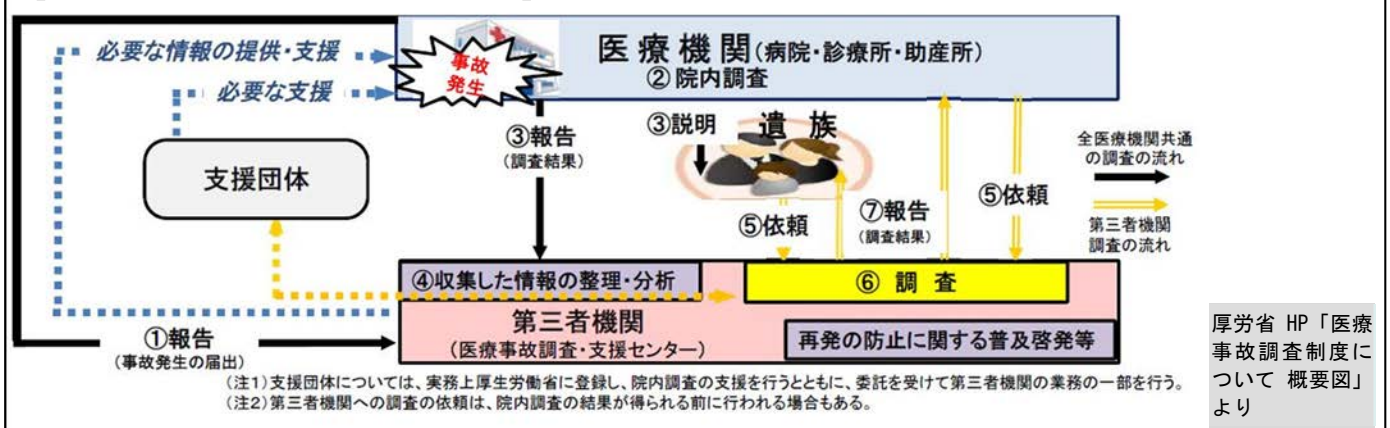 必要な情報の提供・支援
必要な支援
事故
発生
医療機関(病院・診療所・助産所)
②院内調査
支援団体
③報告
(調査結果)
③説明
遺族
⑤依頼
⑦報告
(調査結果)
⑤依頼
全医療機関共通
の調査の流れ
第三者機関
調査の流れ
④収集した情報の整理・分析
⑥調査
第三者機関
(医療事故調査・支援センター)
再発の防止に関する普及啓発等
①報告
(事故発生の届出)
(注1)支援団体については、実務上厚生労働省に登録し、院内調査の支援を行うとともに、委託を受けて第三者機関の業務の一部を行う。
(注2)第三者機関への調査の依頼は、院内調査の結果が得られる前に行われる場合もある。
厚労省 HP「医療
事故調査制度に
ついて 概要図」
より